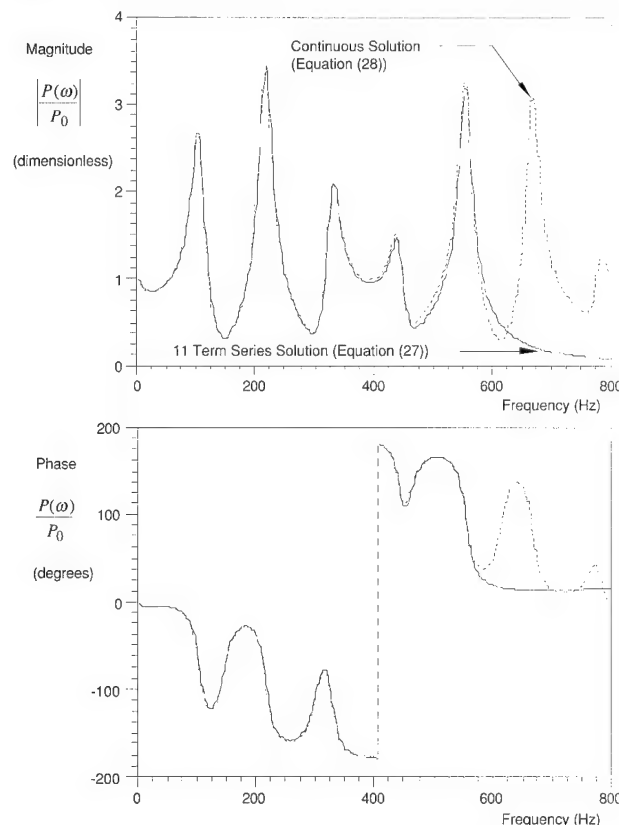 4
Magnitude
Continuous Solution
(Equation (28))
|P(ω)/P₀|
3
(dimensionless)
2
1
11 Term Series Solution (Equation (27))
0
0 200 400 600 800
Frequency (Hz)
200
Phase
P(ω)/P₀
100
(degrees)
0
-100
-200
0 200 400 600 800
Frequency (Hz)